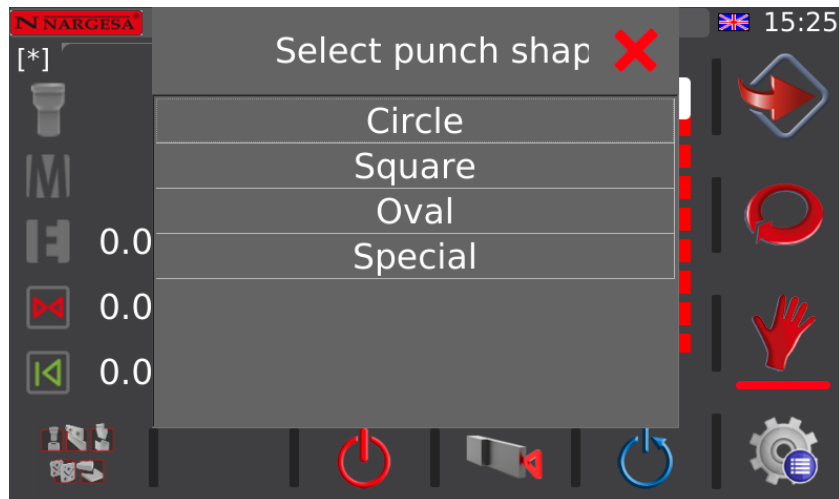 NARGESA
15:25
[*]
Select punch shap
Circle
Square
Oval
Special
0.0
0.0
0.0